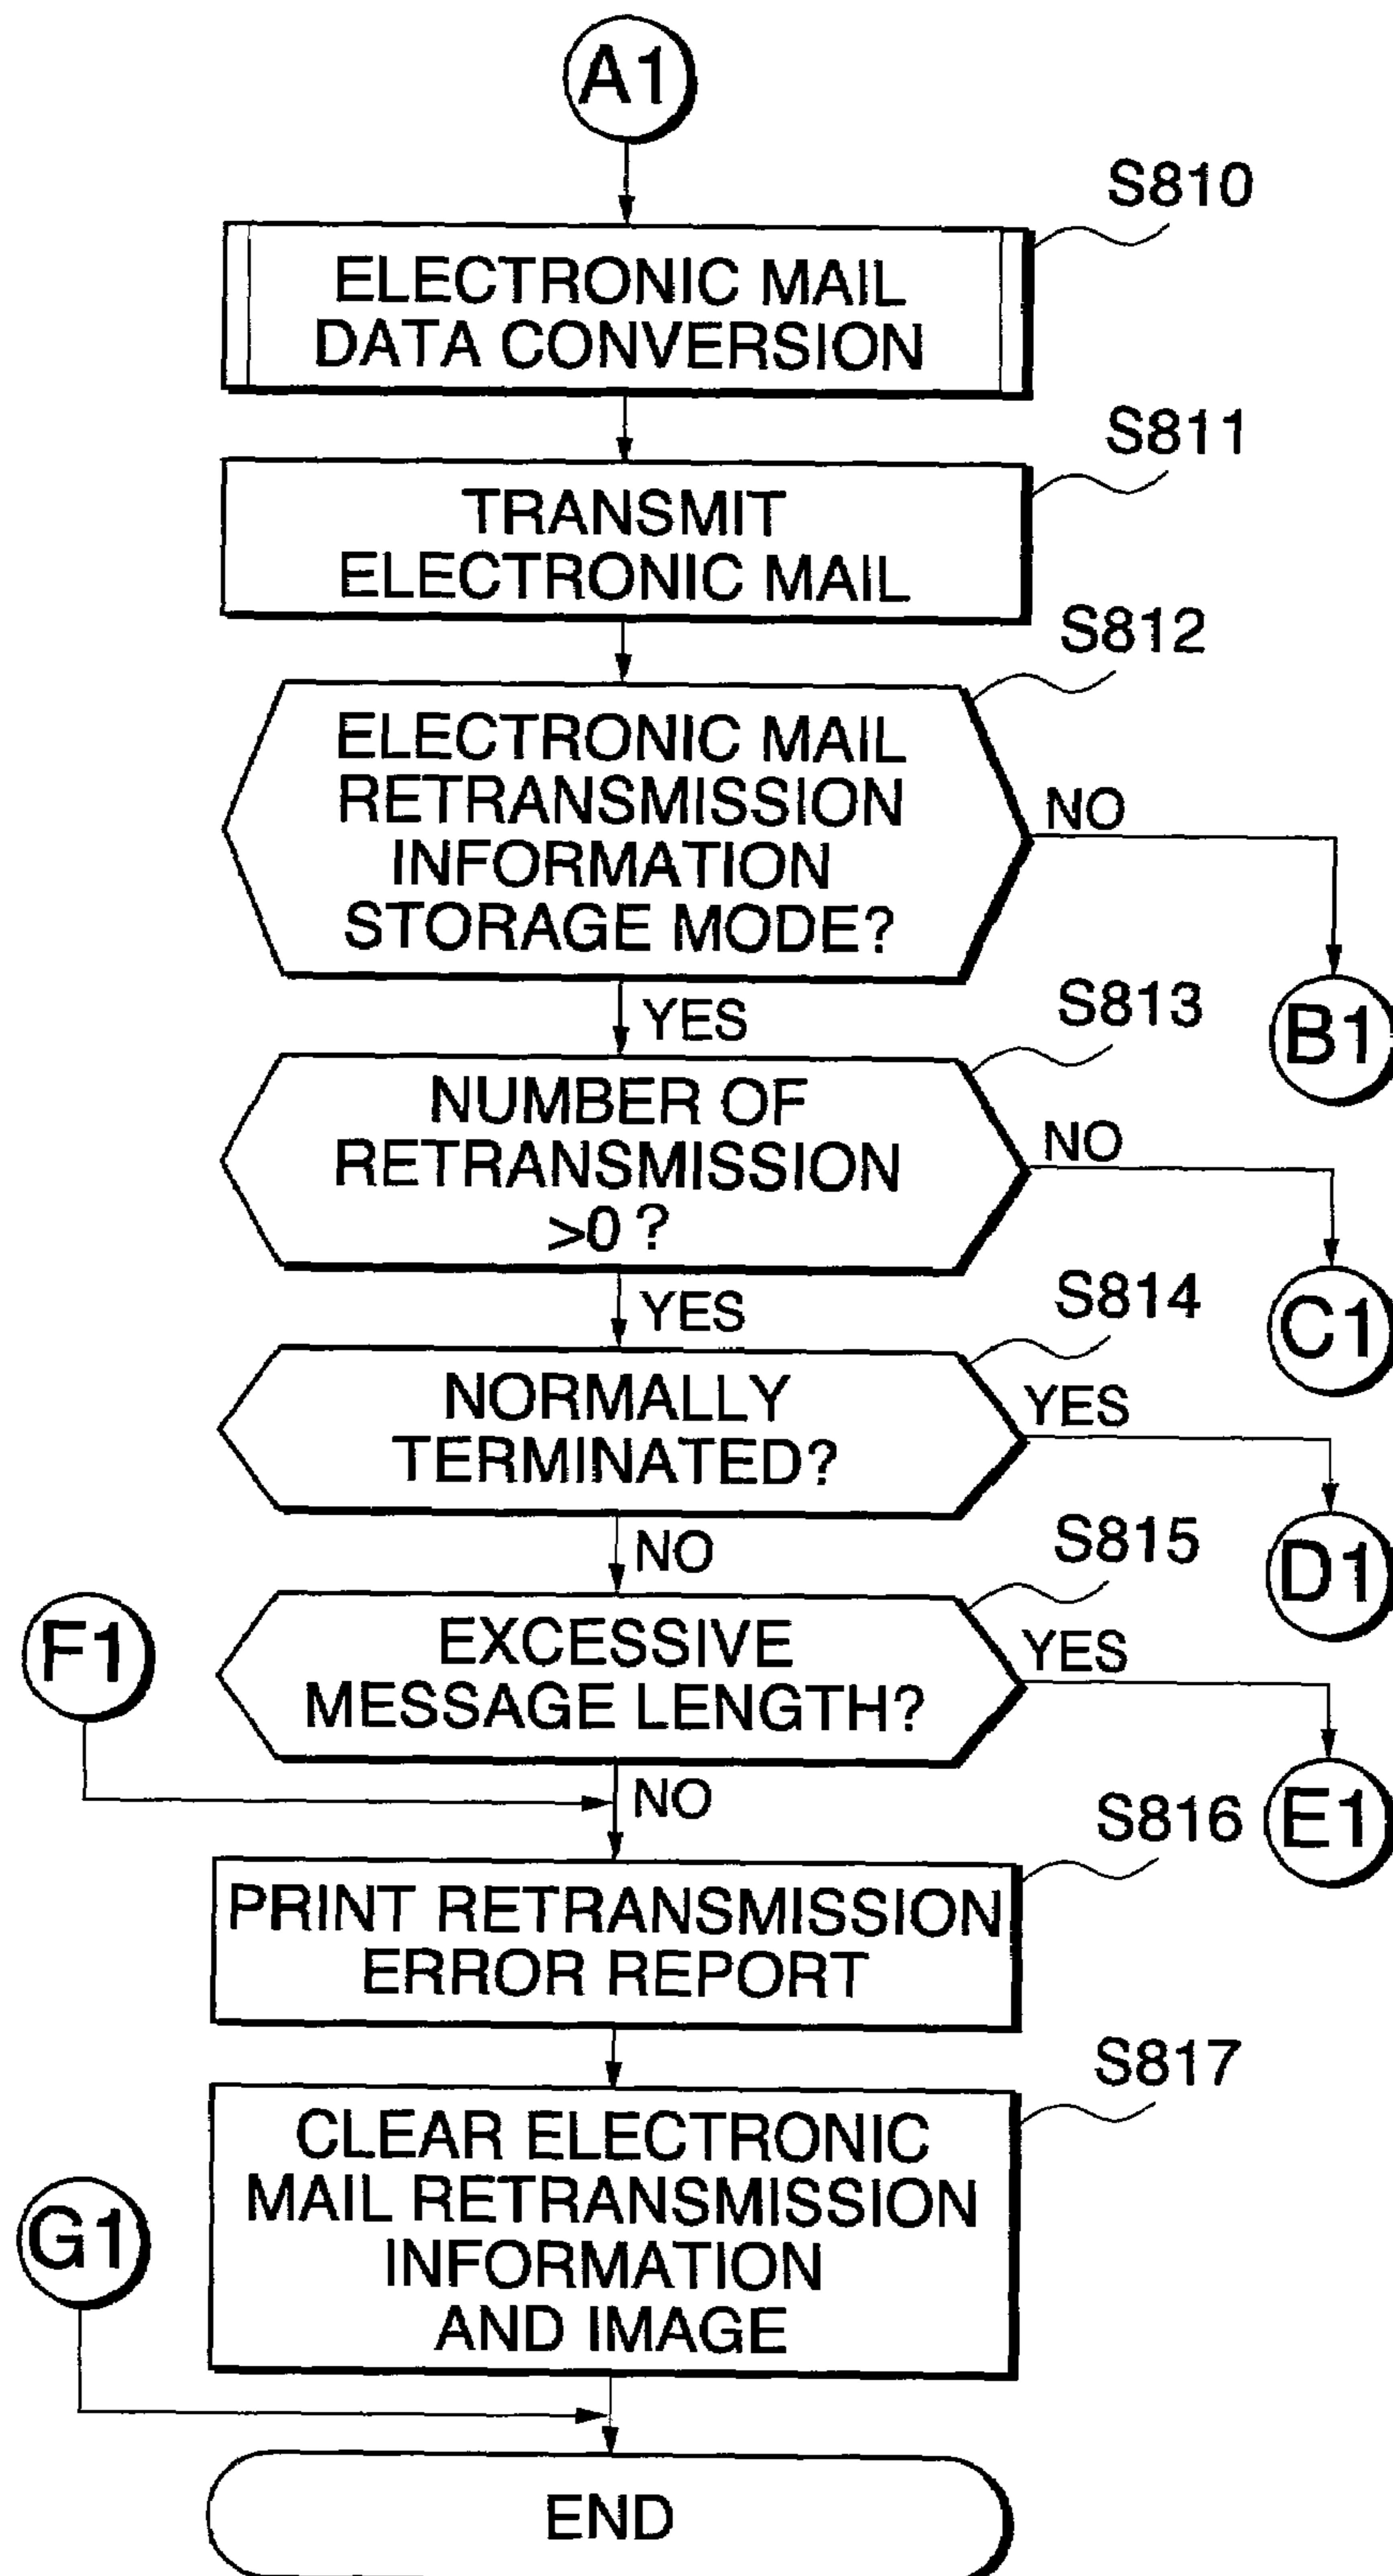 A1
S810
ELECTRONIC MAIL
DATA CONVERSION
S811
TRANSMIT
ELECTRONIC MAIL
S812
ELECTRONIC MAIL
RETRANSMISSION
INFORMATION
STORAGE MODE?
NO
B1
YES
S813
NUMBER OF
RETRANSMISSION
>0 ?
NO
C1
YES
S814
NORMALLY
TERMINATED?
YES
D1
NO
S815
F1
EXCESSIVE
MESSAGE LENGTH?
YES
E1
NO
S816
PRINT RETRANSMISSION
ERROR REPORT
S817
CLEAR ELECTRONIC
MAIL RETRANSMISSION
INFORMATION
AND IMAGE
G1
END